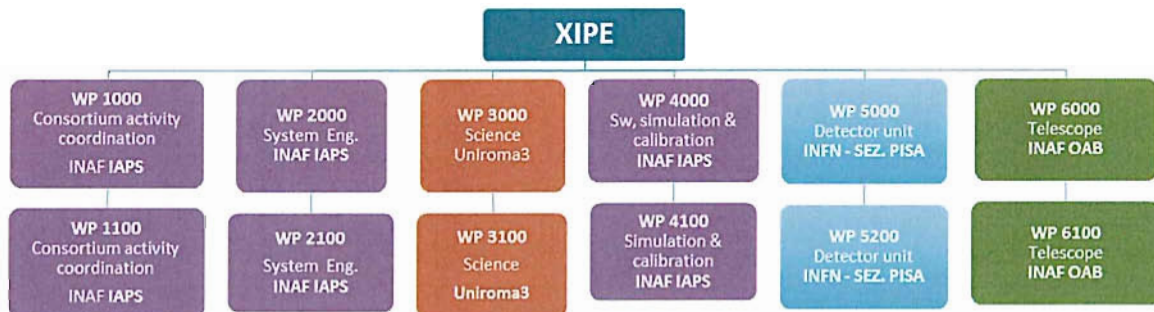 XIPE
WP 1000
Consortium activity
coordination
INAF IAPS
WP 2000
System Eng.
INAF IAPS
WP 3000
Science
UniIroma3
WP 4000
Sw, simulation &
calibration
INAF IAPS
WP 5000
Detector unit
INFN - SEZ. PISA
WP 6000
Telescope
INAF OAB
WP 1100
Consortium activity
coordination
INAF IAPS
WP 2100
System Eng.
INAF IAPS
WP 3100
Science
Uniroma3
WP 4100
Simulation &
calibration
INAF IAPS
WP 5200
Detector unit
INFN - SEZ. PISA
WP 6100
Telescope
INAF OAB